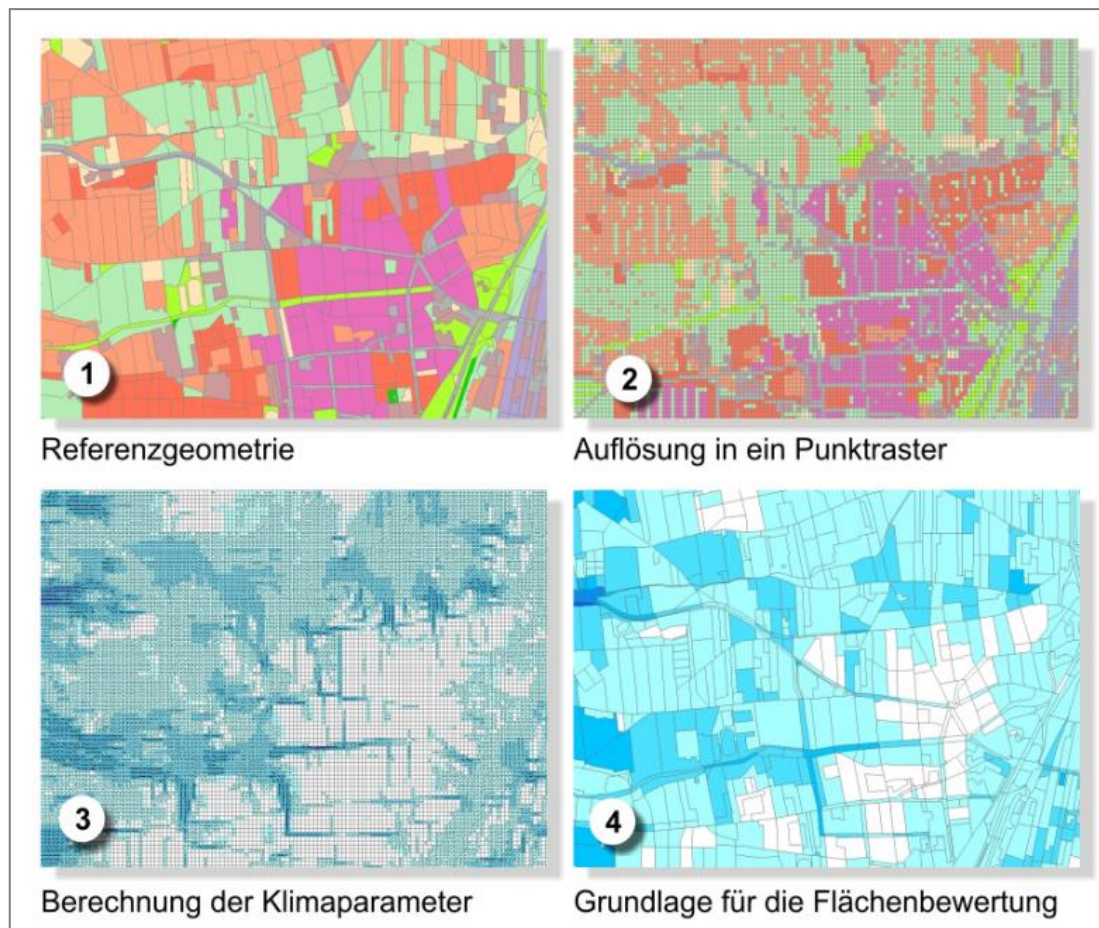 1
2
Referenzgeometrie
Auflösung in ein Punktraster
3
4
Berechnung der Klimaparameter
Grundlage für die Flächenbewertung